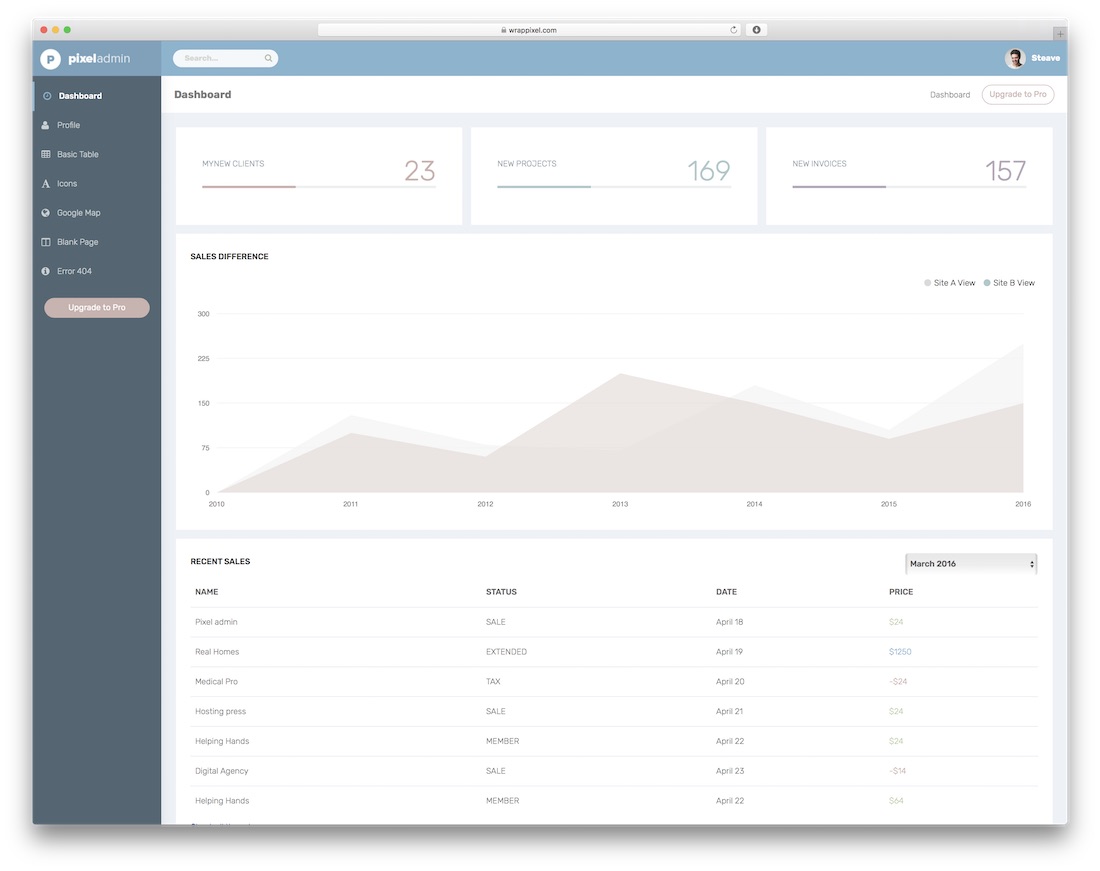 wrappixel.com
P pixeladmin
Search...
Steave
Dashboard
Profile
Basic Table
Icons
Google Map
Blank Page
Error 404
Upgrade to Pro
Dashboard
Dashboard
Upgrade to Pro
MYNEW CLIENTS
23
NEW PROJECTS
169
NEW INVOICES
157
SALES DIFFERENCE
Site A View Site B View
300
225
150
75
0
2010 2011 2012 2013 2014 2015 2016
RECENT SALES
March 2016
NAME STATUS DATE PRICE
Pixel admin SALE April 18 $24
Real Homes EXTENDED April 19 $1250
Medical Pro TAX April 20 -$24
Hosting press SALE April 21 $24
Helping Hands MEMBER April 22 $24
Digital Agency SALE April 23 -$14
Helping Hands MEMBER April 22 $64